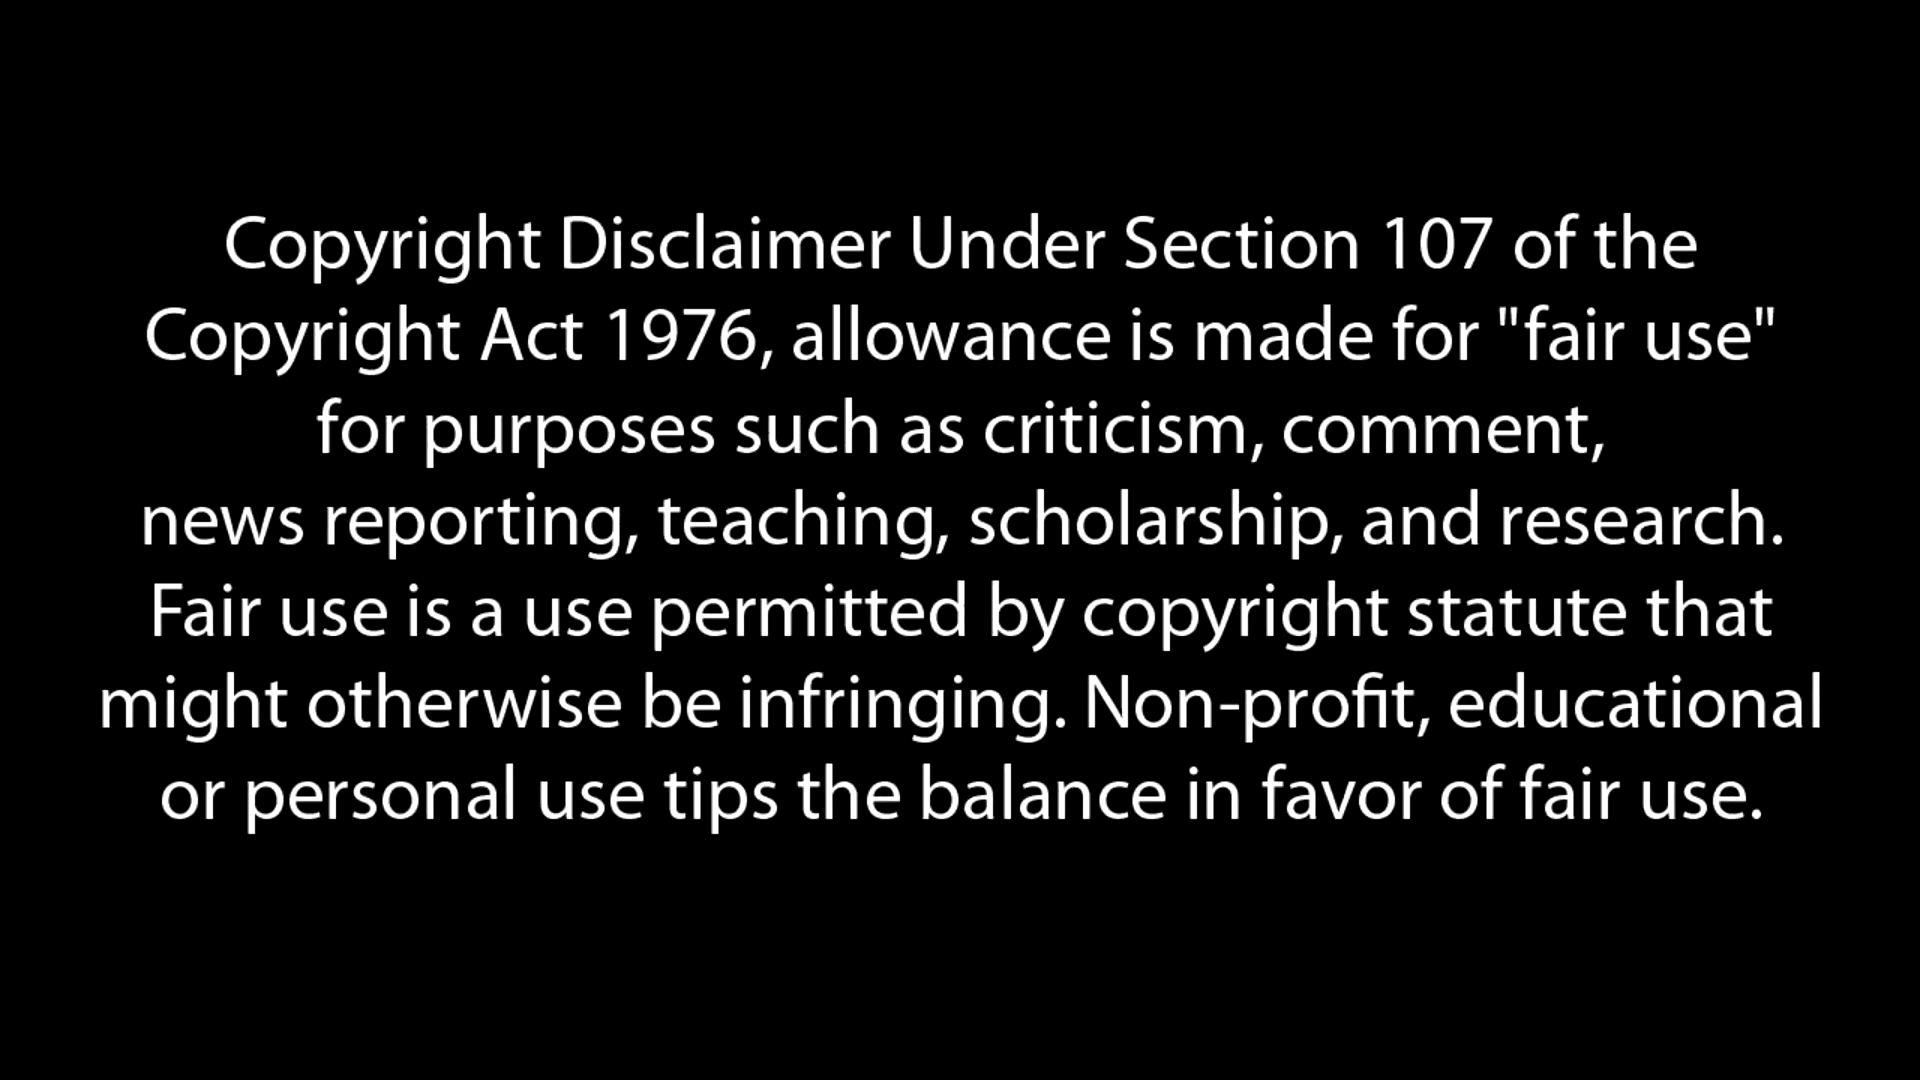 Copyright Disclaimer Under Section 107 of the
Copyright Act 1976, allowance is made for "fair use"
for purposes such as criticism, comment,
news reporting, teaching, scholarship, and research.
Fair use is a use permitted by copyright statute that
might otherwise be infringing. Non-profit, educational
or personal use tips the balance in favor of fair use.